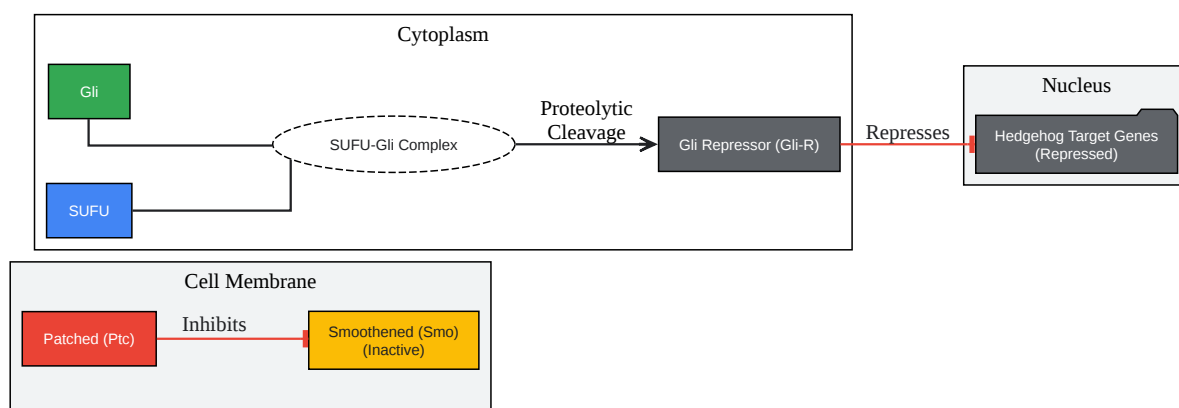 Cytoplasm
Gli
SUFU
SUFU-Gli Complex
Proteolytic
Cleavage
Gli Repressor (Gli-R)
Represses
Nucleus
Hedgehog Target Genes
(Repressed)
Cell Membrane
Patched (Ptc)
Inhibits
Smoothened (Smo)
(Inactive)